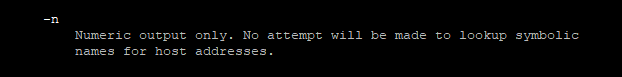 -n
Numeric output only. No attempt will be made to lookup symbolic
names for host addresses.